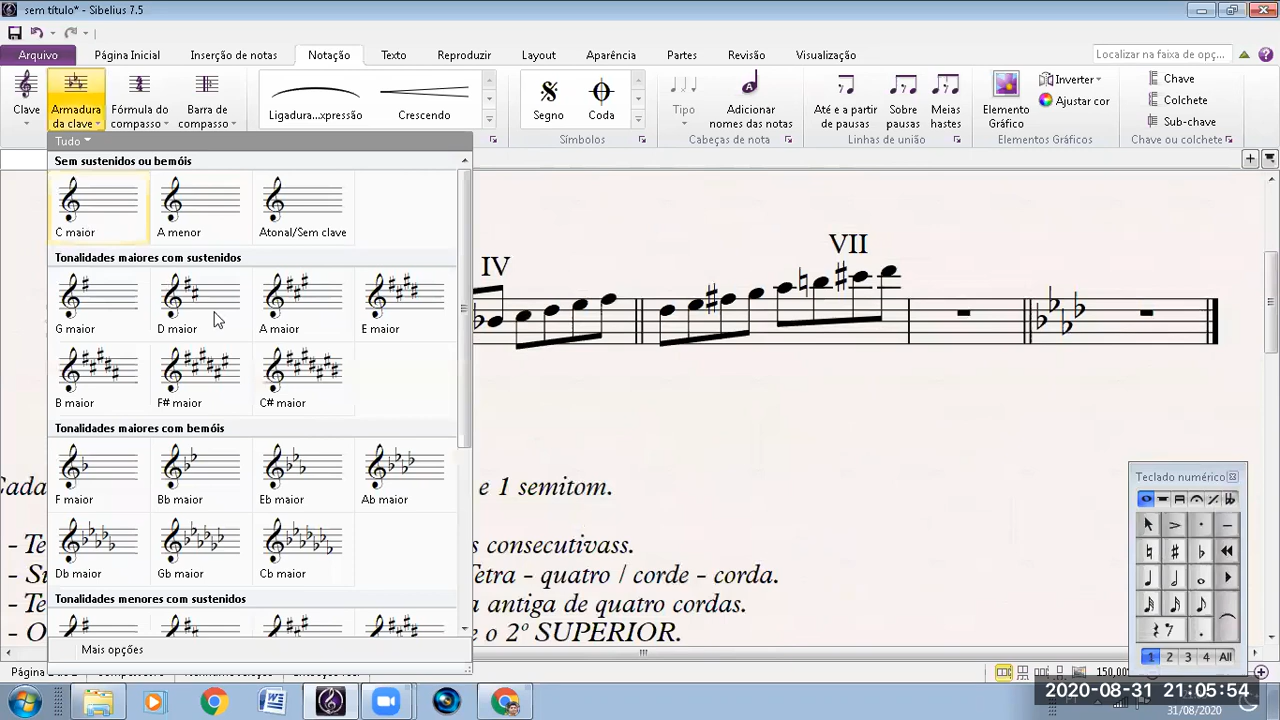 sem título* - Sibelius 7.5
Arquivo Página Inicial Inserção de notas Notação Texto Reproduzir Layout Aparência Partes Revisão Visualização Localizar na faixa de opç...
Clave Armadura da clave Fórmula do compasso Barra de compasso Ligadura...xpressão Crescendo Segno Coda Tipo Adicionar nomes das notas Até e a partir de pausas Sobre pausas Meias hastes Elemento Gráfico Inverter Ajustar cor Chave Colchete Sub-chave
Símbolos Cabeças de nota Linhas de união Elementos Gráficos Chave ou colchete
Tudo
Sem sustenidos ou bemóis
C maior A menor Atonal/Sem clave
Tonalidades maiores com sustenidos
G maior D maior A maior E maior
B maior F# maior C# maior
Tonalidades maiores com bemóis
F maior Bb maior Eb maior Ab maior
Db maior Gb maior Cb maior
Tonalidades menores com sustenidos
Mais opções
IV VII
e 1 semitom.
- Te s consecutivass.
- Su Tetra - quatro / corde - corda.
- Te a antiga de quatro cordas.
- O e o 2º SUPERIOR.
Teclado numérico
1 2 3 4 All
150,00
2020-08-31 21:05:54
PT
31/08/2020